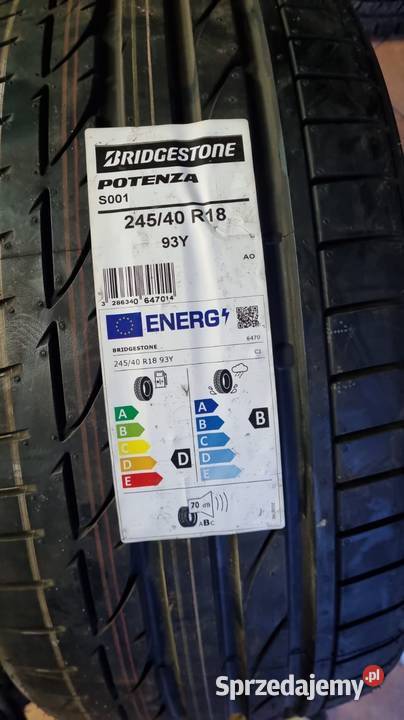 BRIDGESTONE
POTENZA
S001
245/40 R18
93Y
AO
3 286340 647014
ENERG
BRIDGESTONE 6470
245/40 R18 93Y C1
A A
B B B
C C
D D D
E E
70 dB
ABC
Sprzedajemy.pl